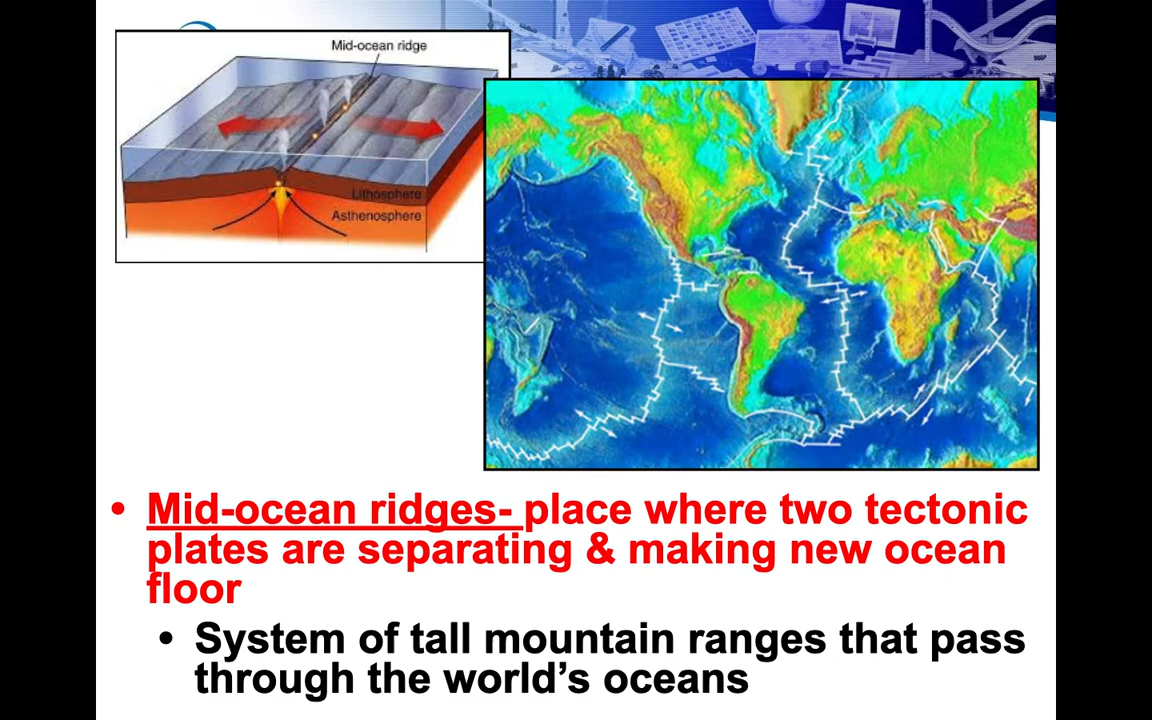 Mid-ocean ridge
Lithosphere
Asthenosphere
• Mid-ocean ridges- place where two tectonic
plates are separating & making new ocean
floor
• System of tall mountain ranges that pass
through the world’s oceans